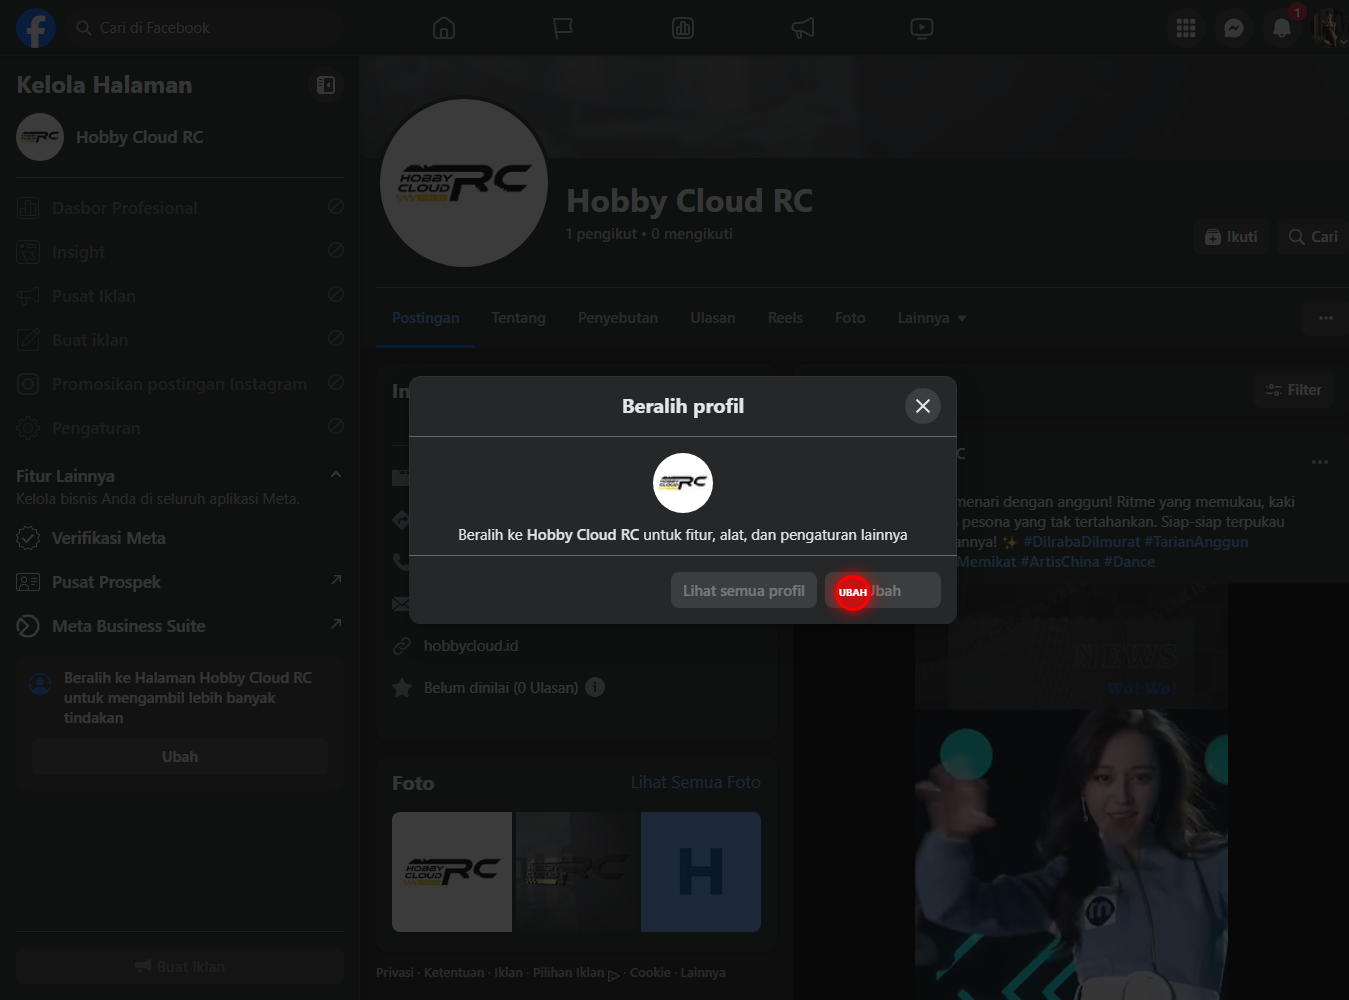 Cari di Facebook
1
Kelola Halaman
Hobby Cloud RC
Dasbor Profesional
Insight
Pusat Iklan
Buat iklan
Promosikan postingan Instagram
Pengaturan
Fitur Lainnya
Kelola bisnis Anda di seluruh aplikasi Meta.
Verifikasi Meta
Pusat Prospek
Meta Business Suite
Beralih ke Halaman Hobby Cloud RC
untuk mengambil lebih banyak
tindakan
Ubah
Buat Iklan
HOBBY
CLOUD RC
Hobby Cloud RC
1 pengikut • 0 mengikuti
Ikuti
Cari
Postingan
Tentang
Penyebutan
Ulasan
Reels
Foto
Lainnya
In
Filter
Beralih profil
HOBBY
CLOUD RC
Beralih ke Hobby Cloud RC untuk fitur, alat, dan pengaturan lainnya
Lihat semua profil
UBAH
Ubah
C
menari dengan anggun! Ritme yang memukau, kaki
pesona yang tak tertahankan. Siap-siap terpukau
annya! ✨ #DilrabaDilmurat #TarianAnggun
Memikat #ArtisChina #Dance
hobbycloud.id
Belum dinilai (0 Ulasan)
NEWS
Wo! Wo!
Foto
Lihat Semua Foto
HOBBY
CLOUD RC
H
Privasi · Ketentuan · Iklan · Pilihan Iklan · Cookie · Lainnya